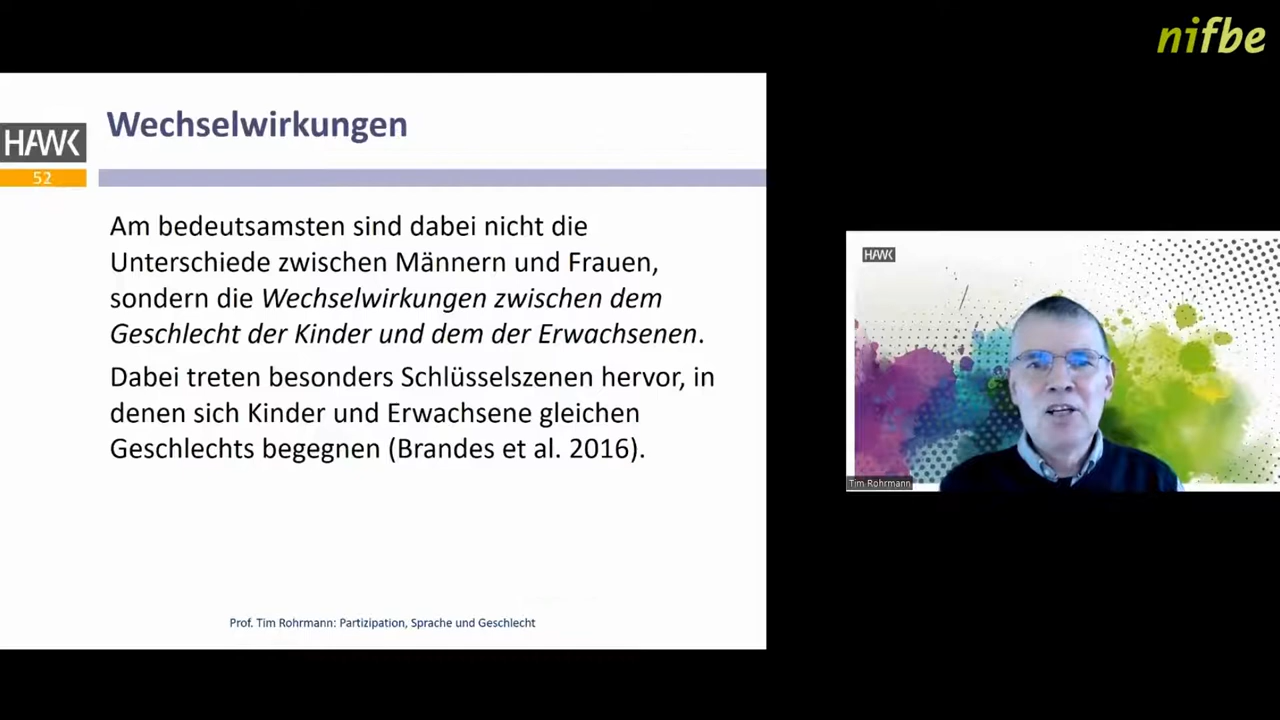 nifbe
Wechselwirkungen
HAWK
52
Am bedeutsamsten sind dabei nicht die
Unterschiede zwischen Männern und Frauen,
sondern die Wechselwirkungen zwischen dem
Geschlecht der Kinder und dem der Erwachsenen.
Dabei treten besonders Schlüsselszenen hervor, in
denen sich Kinder und Erwachsene gleichen
Geschlechts begegnen (Brandes et al. 2016).
Prof. Tim Rohrmann: Partizipation, Sprache und Geschlecht
HAWK
Tim Rohrmann